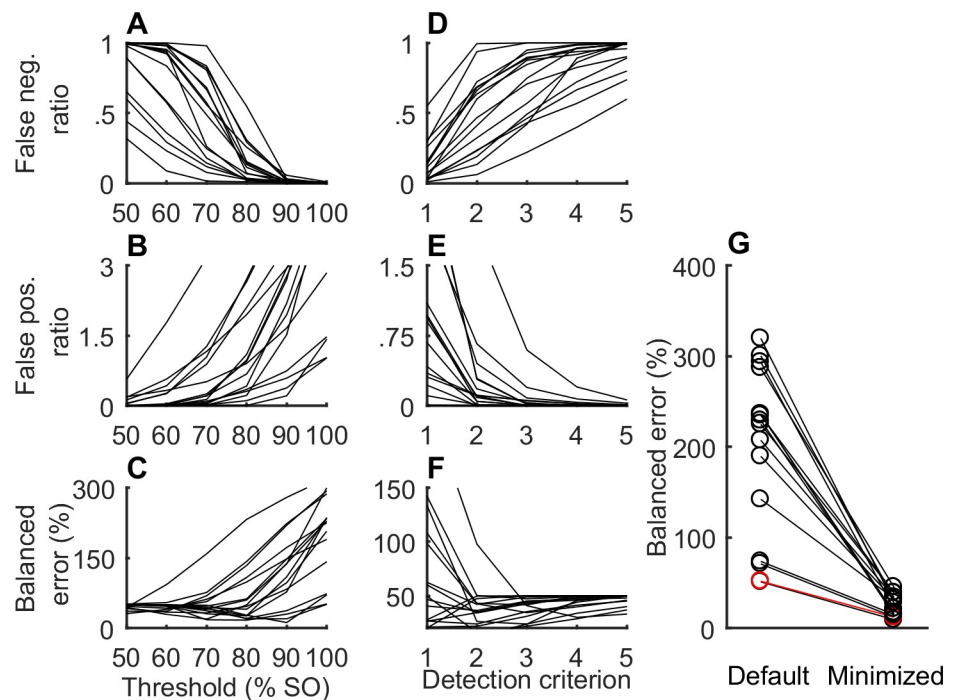 A
False neg.
ratio
1
.5
0
50 60 70 80 90 100
D
1
.5
0
1 2 3 4 5
B
False pos.
ratio
3
1.5
0
50 60 70 80 90 100
E
1.5
.75
0
1 2 3 4 5
C
Balanced
error (%)
300
150
0
50 60 70 80 90 100
Threshold (% SO)
F
150
100
50
1 2 3 4 5
Detection criterion
G
Balanced error (%)
400
300
200
100
0
Default Minimized